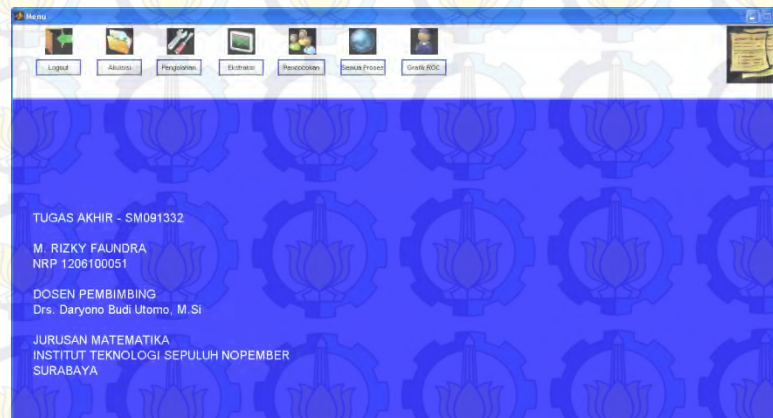 Menu
Logout Akuisisi Pengolahan Ekstraksi Pencocokan Semua Proses Grafik ROC
TUGAS AKHIR - SM091332
M. RIZKY FAUNDRA
NRP 1206100051
DOSEN PEMBIMBING
Drs. Daryono Budi Utomo, M.Si
JURUSAN MATEMATIKA
INSTITUT TEKNOLOGI SEPULUH NOPEMBER
SURABAYA